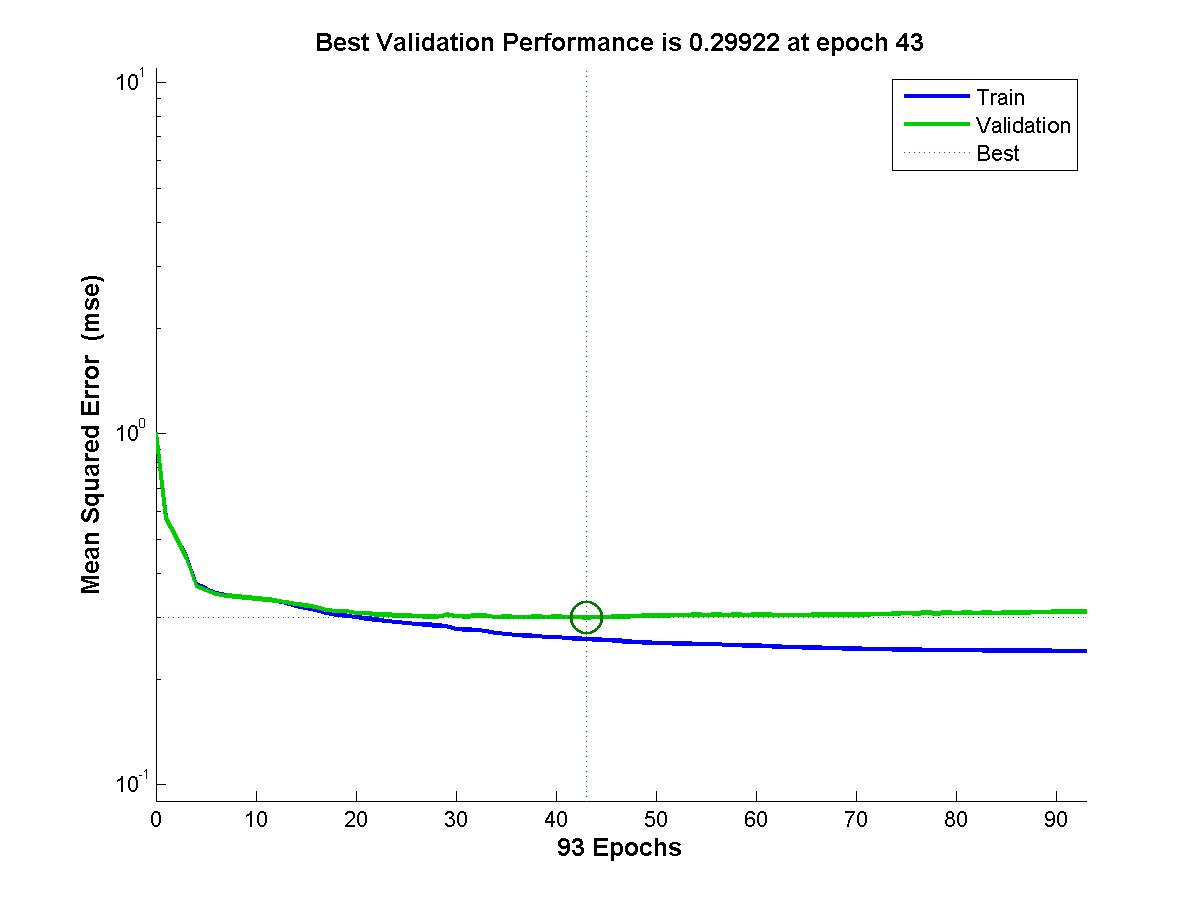 Best Validation Performance is 0.29922 at epoch 43
10^1
Train
Validation
Best
10^0
10^-1
Mean Squared Error (mse)
0 10 20 30 40 50 60 70 80 90
93 Epochs